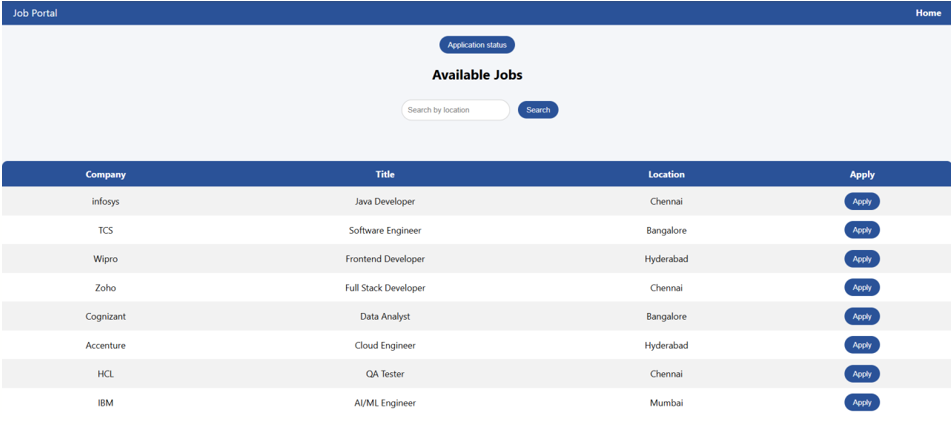 Job Portal Home
Application status
Available Jobs
Search by location Search
Company Title Location Apply
infosys Java Developer Chennai Apply
TCS Software Engineer Bangalore Apply
Wipro Frontend Developer Hyderabad Apply
Zoho Full Stack Developer Chennai Apply
Cognizant Data Analyst Bangalore Apply
Accenture Cloud Engineer Hyderabad Apply
HCL QA Tester Chennai Apply
IBM AI/ML Engineer Mumbai Apply